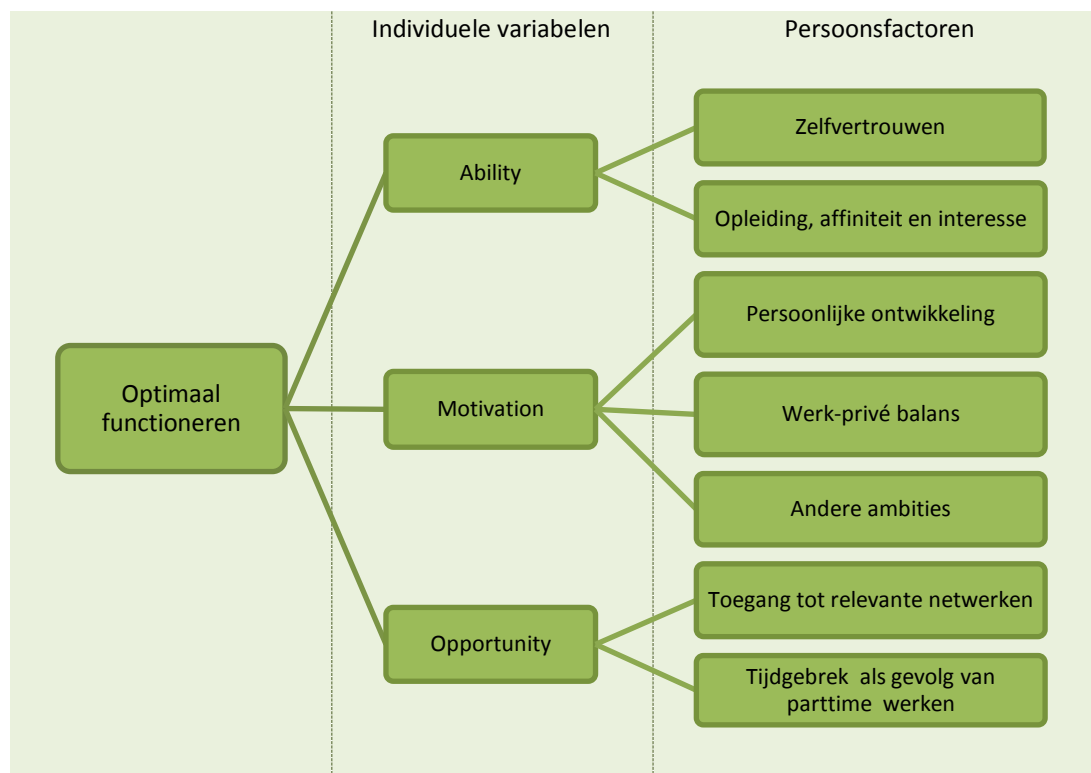 Individuele variabelen
Persoonsfactoren
Optimaal
functioneren
Ability
Zelfvertrouwen
Opleiding, affiniteit en interesse
Motivation
Persoonlijke ontwikkeling
Werk-privé balans
Andere ambities
Opportunity
Toegang tot relevante netwerken
Tijdgebrek als gevolg van
parttime werken